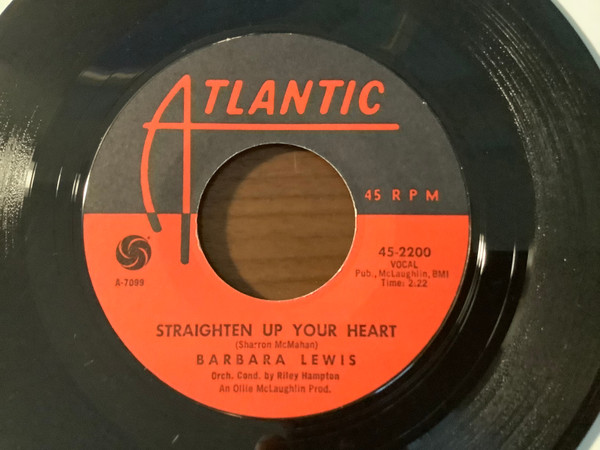 ATLANTIC
45 RPM
45-2200
VOCAL
Pub., McLaughlin, BMI
Time: 2.22
A-7099
STRAIGHTEN UP YOUR HEART
(Sharron McMahan)
BARBARA LEWIS
Orch. Cond. by Riley Hampton
An Ollie McLaughlin Prod.